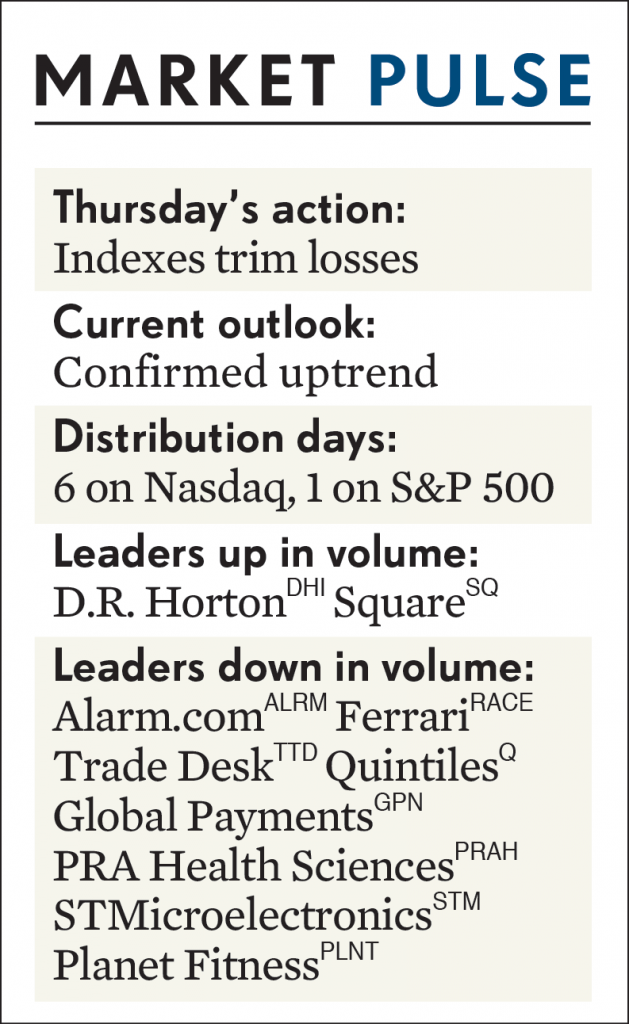 MARKET PULSE
Thursday's action:
Indexes trim losses
Current outlook:
Confirmed uptrend
Distribution days:
6 on Nasdaq, 1 on S&P 500
Leaders up in volume:
D.R. Horton DHI Square SQ
Leaders down in volume:
Alarm.com ALRM Ferrari RACE
Trade Desk TTD Quintiles Q
Global Payments GPN
PRA Health Sciences PRAH
STMicroelectronics STM
Planet Fitness PLNT